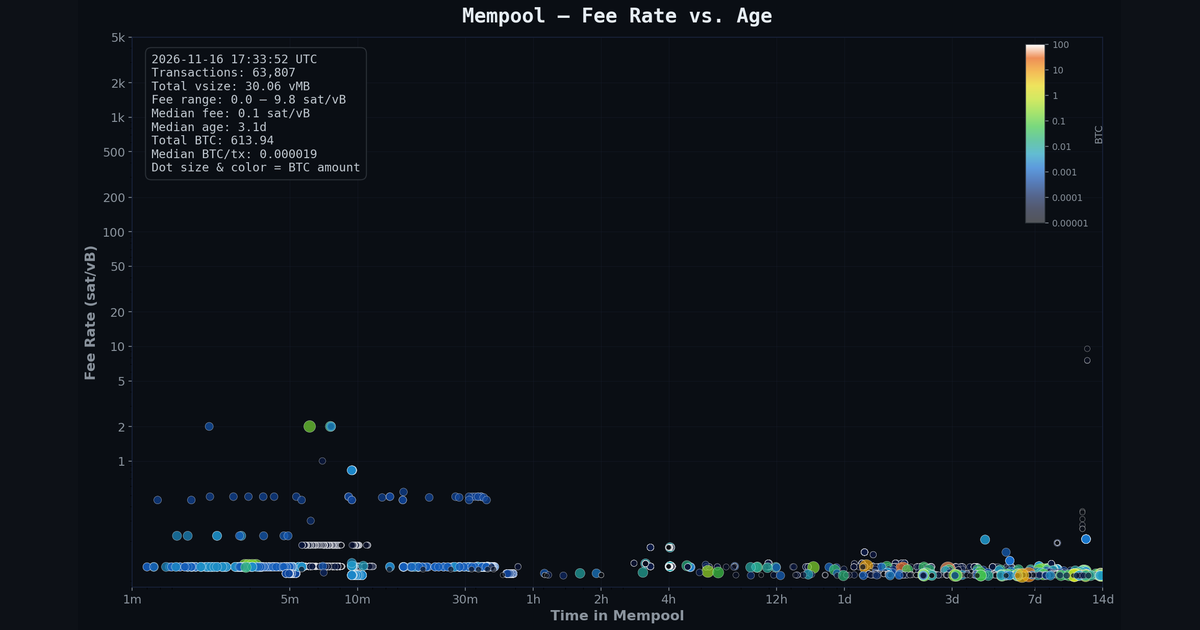 Mempool — Fee Rate vs. Age
2026-11-16 17:33:52 UTC
Transactions: 63,807
Total vsize: 30.06 vMB
Fee range: 0.0 — 9.8 sat/vB
Median fee: 0.1 sat/vB
Median age: 3.1d
Total BTC: 613.94
Median BTC/tx: 0.000019
Dot size & color = BTC amount
5k
2k
1k
500
200
100
50
20
10
5
2
1
Fee Rate (sat/vB)
100
10
1
0.1
0.01
0.001
0.0001
0.00001
BTC
1m
5m
10m
30m
1h
2h
4h
12h
1d
3d
7d
14d
Time in Mempool